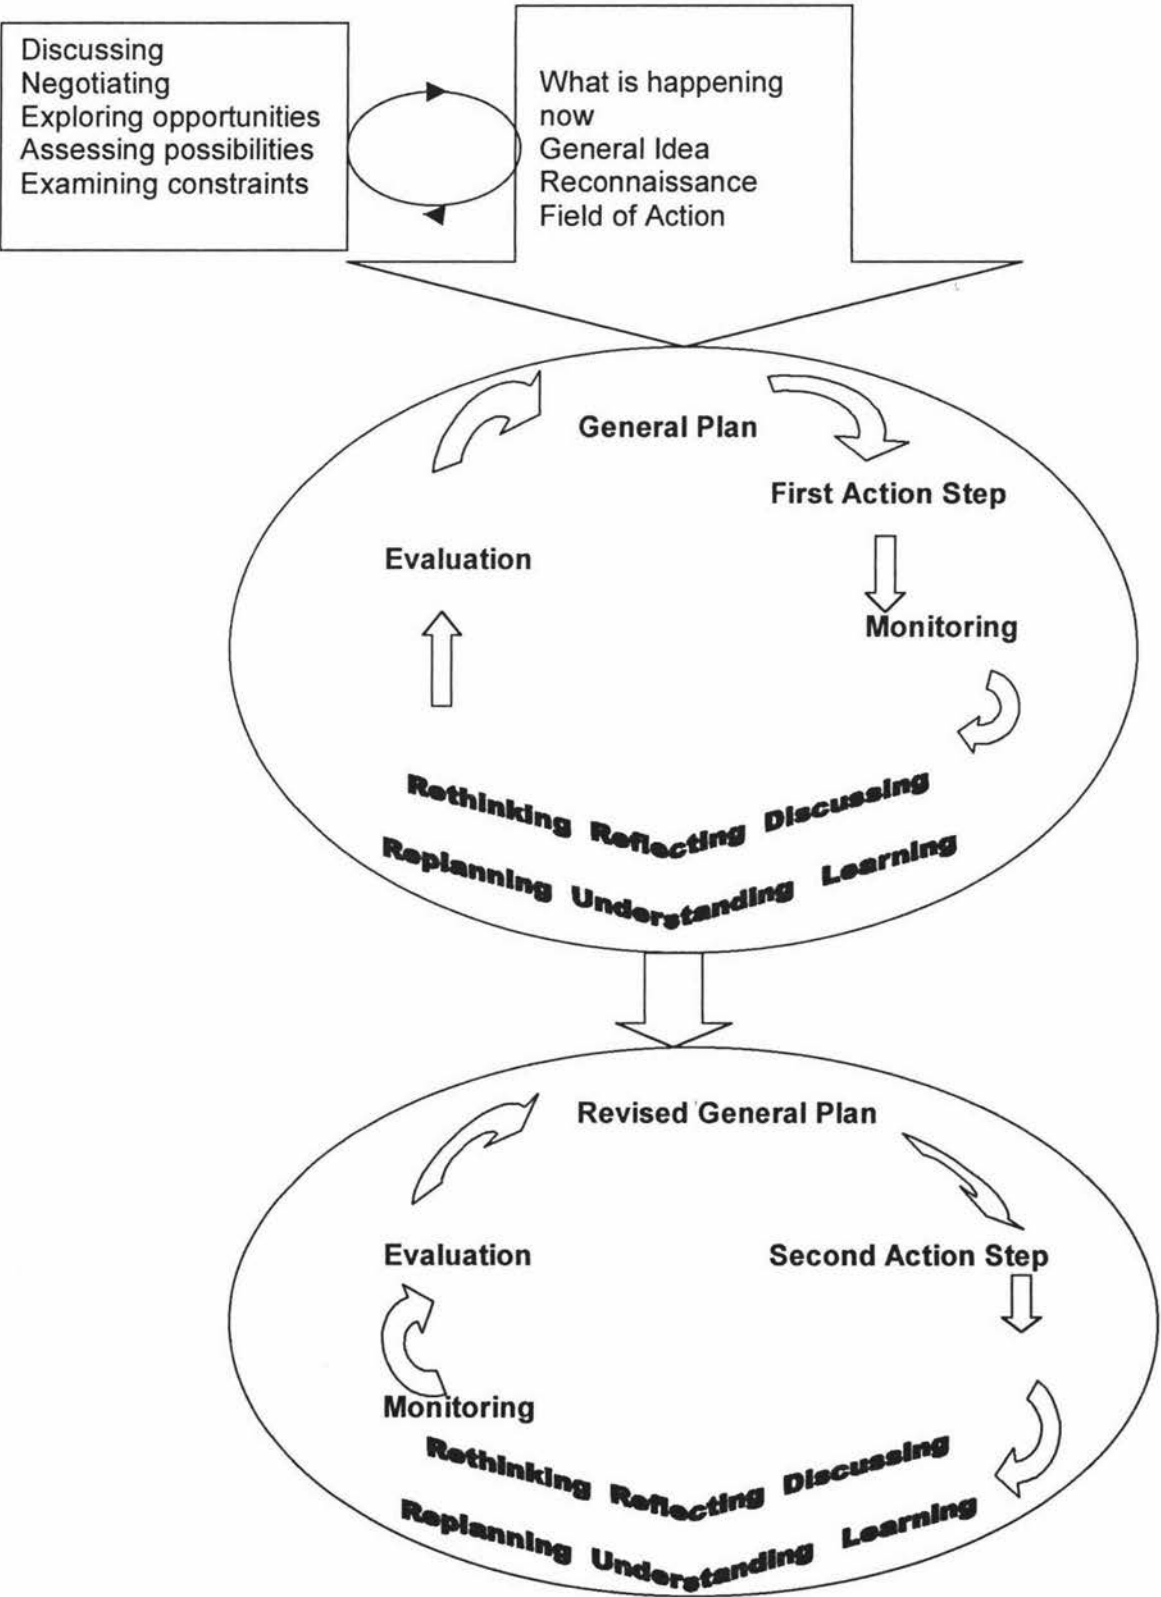 Discussing
Negotiating
Exploring opportunities
Assessing possibilities
Examining constraints
What is happening
now
General Idea
Reconnaissance
Field of Action
General Plan
First Action Step
Evaluation
Monitoring
Rethinking Reflecting Discussing
Replanning Understanding Learning
Revised General Plan
Evaluation
Second Action Step
Monitoring
Rethinking Reflecting Discussing
Replanning Understanding Learning